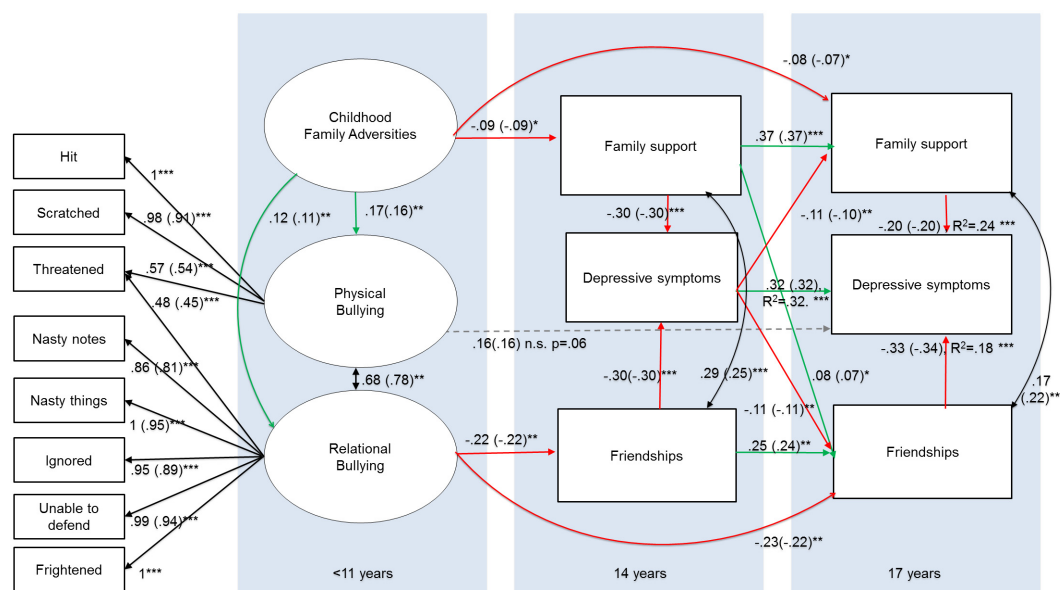 Childhood
Family Adversities
Physical
Bullying
Relational
Bullying
<11 years
Hit
Scratched
Threatened
Nasty notes
Nasty things
Ignored
Unable to
defend
Frightened
1***
.98 (.91)***
.57 (.54)***
.48 (.45)***
.86 (.81)***
1 (.95)***
.95 (.89)***
.99 (.94)***
1***
.12 (.11)**
.17(.16)**
.68 (.78)**
-.09 (-.09)*
-.08 (-.07)*
.16(.16) n.s. p=.06
-.22 (-.22)**
-.23(-.22)**
Family support
-.30 (-.30)***
Depressive symptoms
-.30(-.30)***
.29 (.25)***
Friendships
14 years
.37 (.37)***
-.11 (-.10)**
.32 (.32),
R²=.32. ***
.08 (.07)*
-.11 (-.11)**
.25 (.24)**
Family support
-.20 (-.20) R²=.24 ***
Depressive symptoms
-.33 (-.34), R²=.18 ***
.17
(.22)**
Friendships
17 years